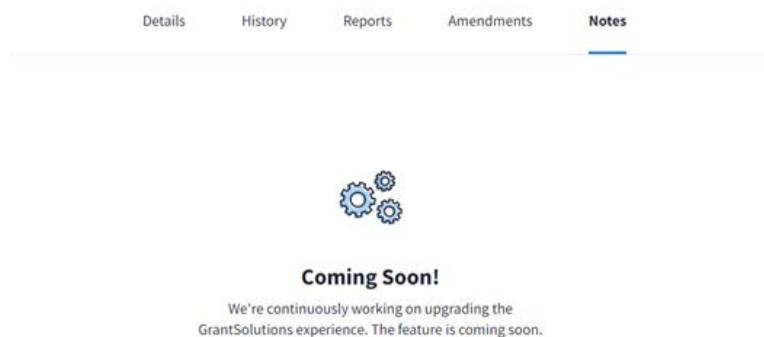 Details History Reports Amendments Notes
Coming Soon!
We're continuously working on upgrading the
GrantSolutions experience. The feature is coming soon.